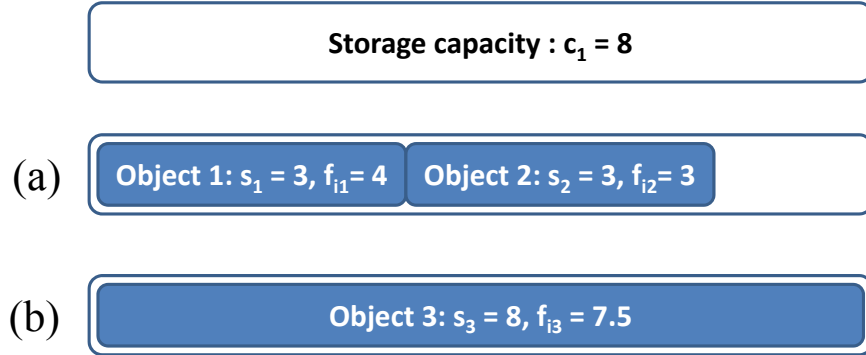 Storage capacity : c₁ = 8
(a) Object 1: s₁ = 3, fᵢ₁= 4 Object 2: s₂ = 3, fᵢ₂= 3
(b) Object 3: s₃ = 8, fᵢ₃ = 7.5